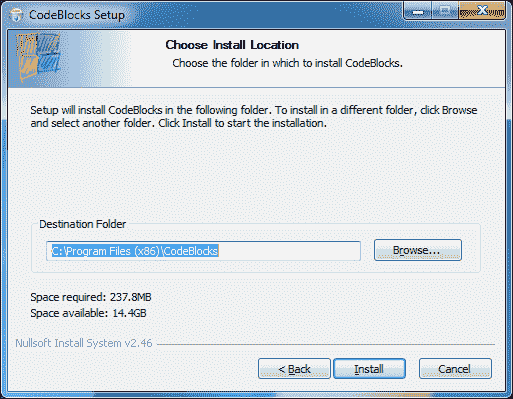 CodeBlocks Setup
Choose Install Location
Choose the folder in which to install CodeBlocks.
Setup will install CodeBlocks in the following folder. To install in a different folder, click Browse
and select another folder. Click Install to start the installation.
Destination Folder
C:\Program Files (x86)\CodeBlocks
Browse...
Space required: 237.8MB
Space available: 14.4GB
Nullsoft Install System v2.46
< Back
Install
Cancel